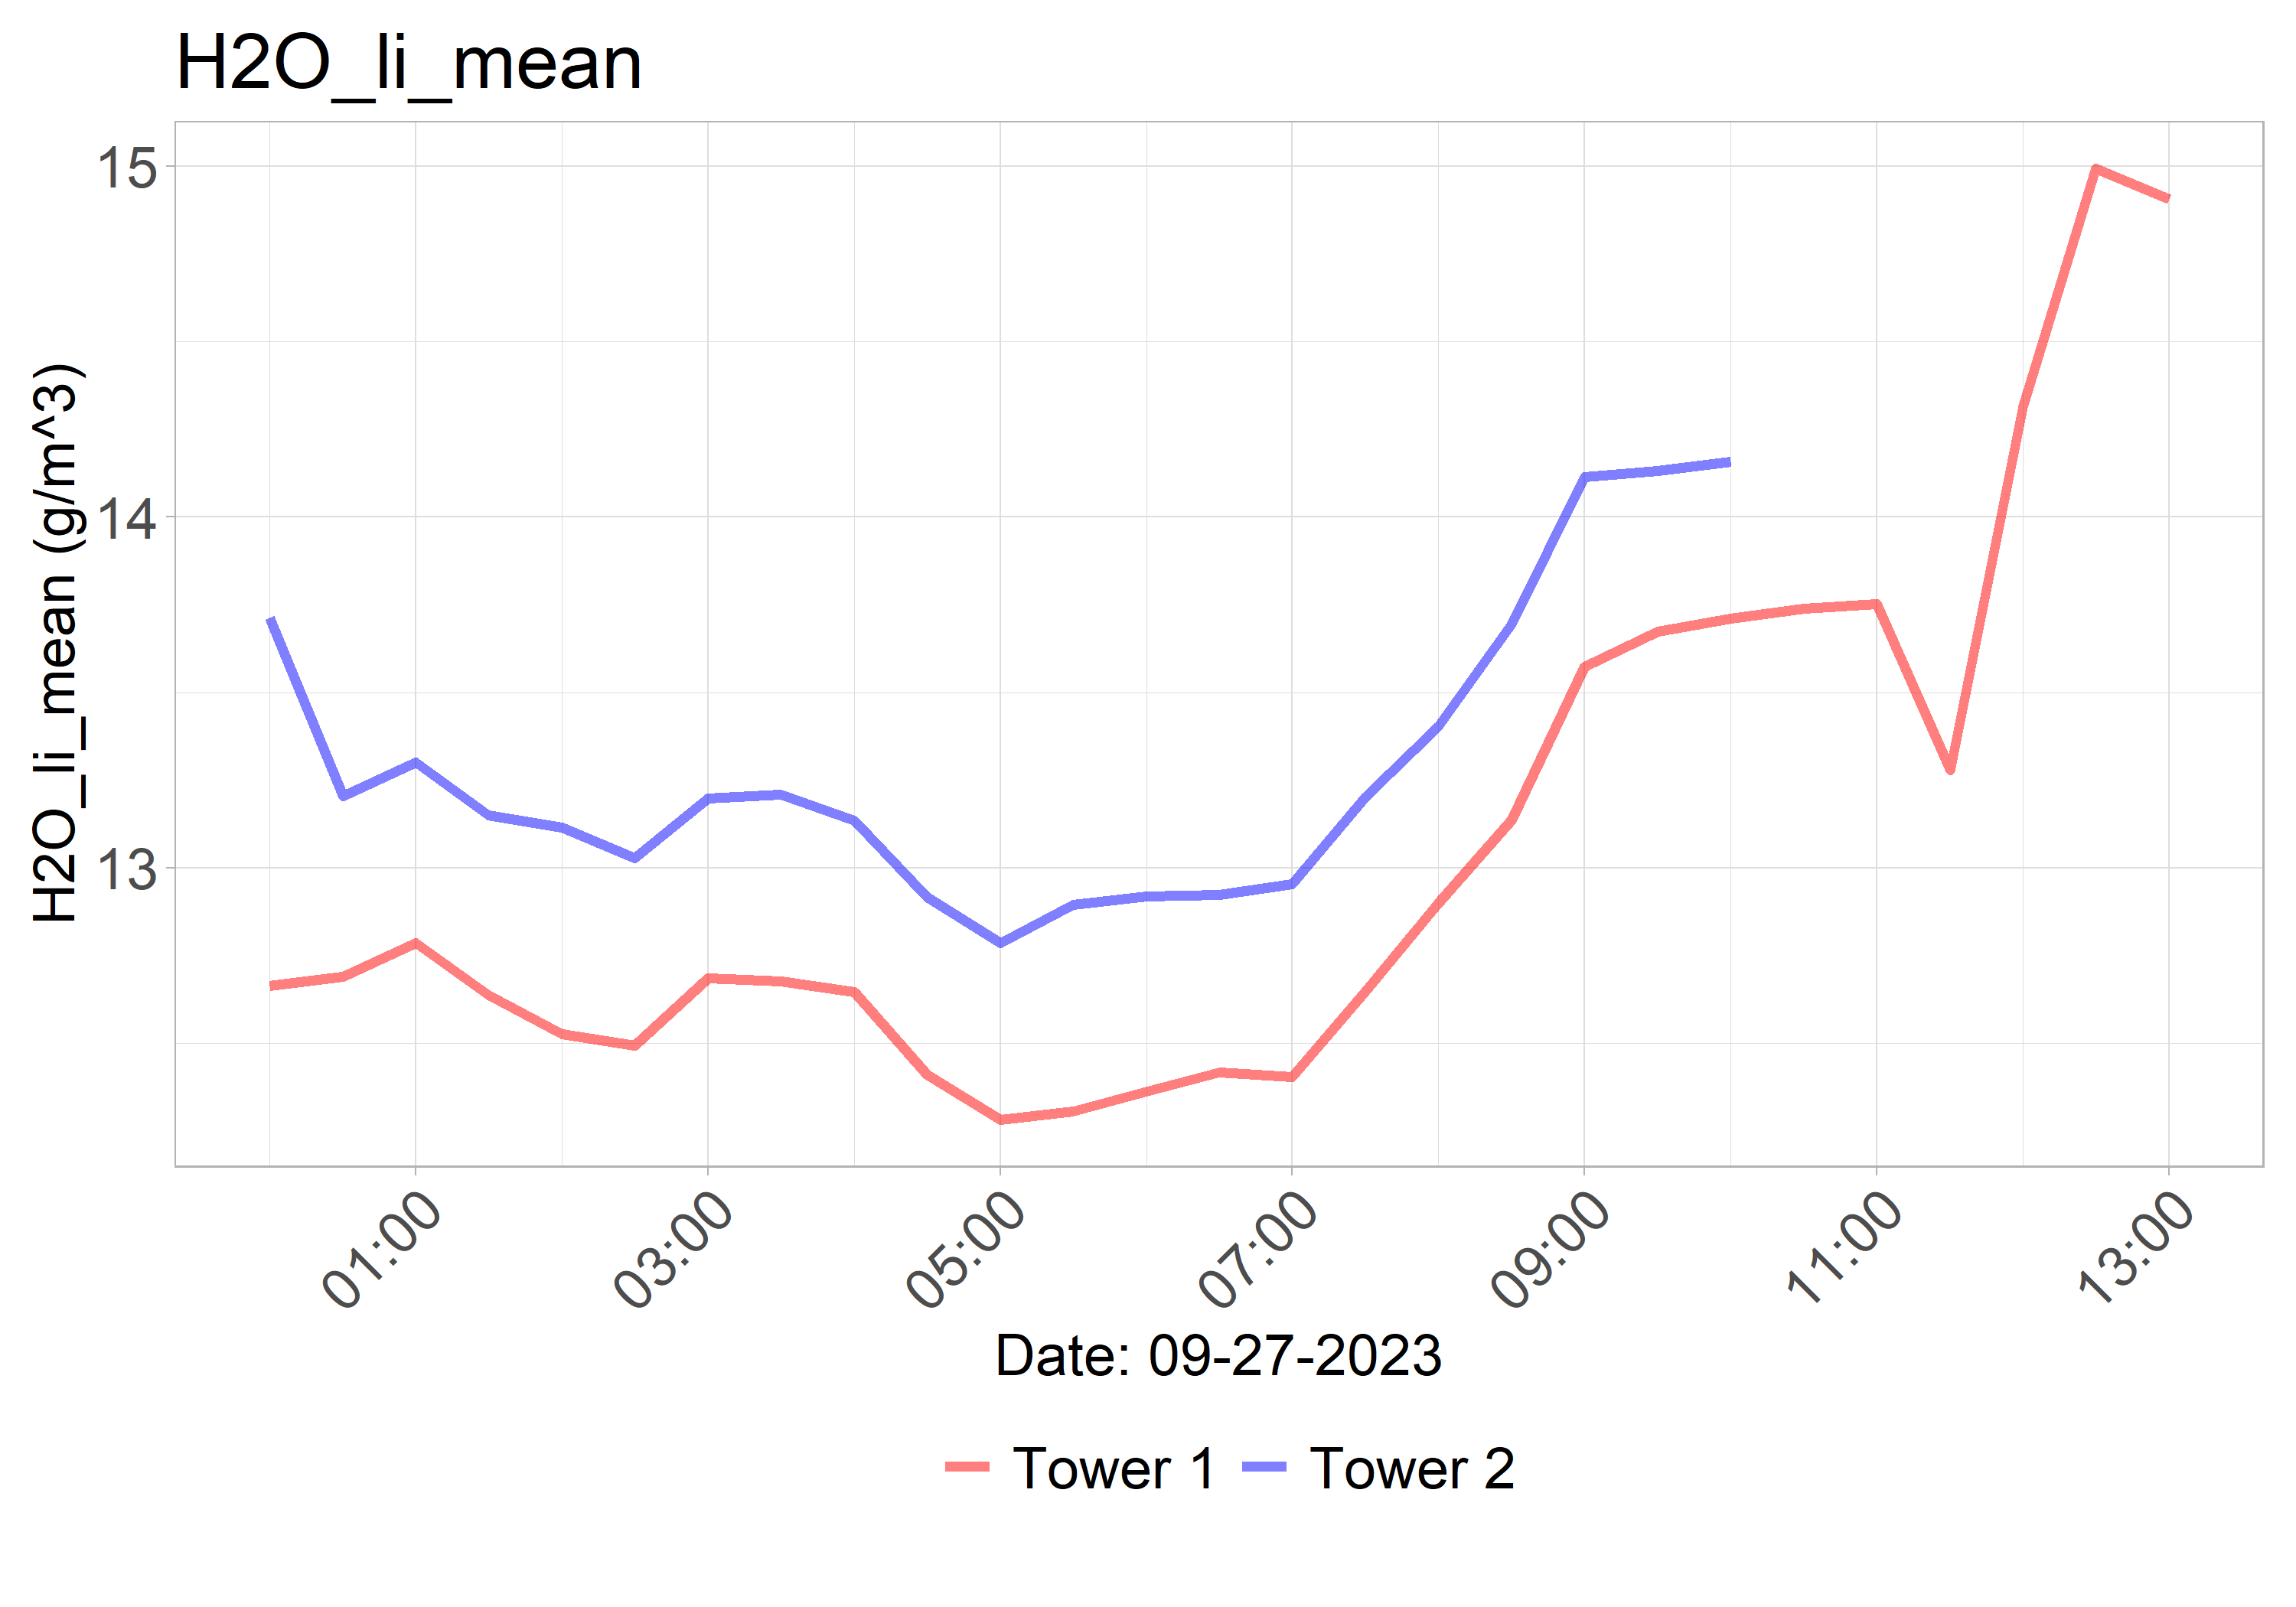 H2O_li_mean
H2O_li_mean (g/m^3)
15
14
13
01:00
03:00
05:00
07:00
09:00
11:00
13:00
Date: 09-27-2023
Tower 1
Tower 2